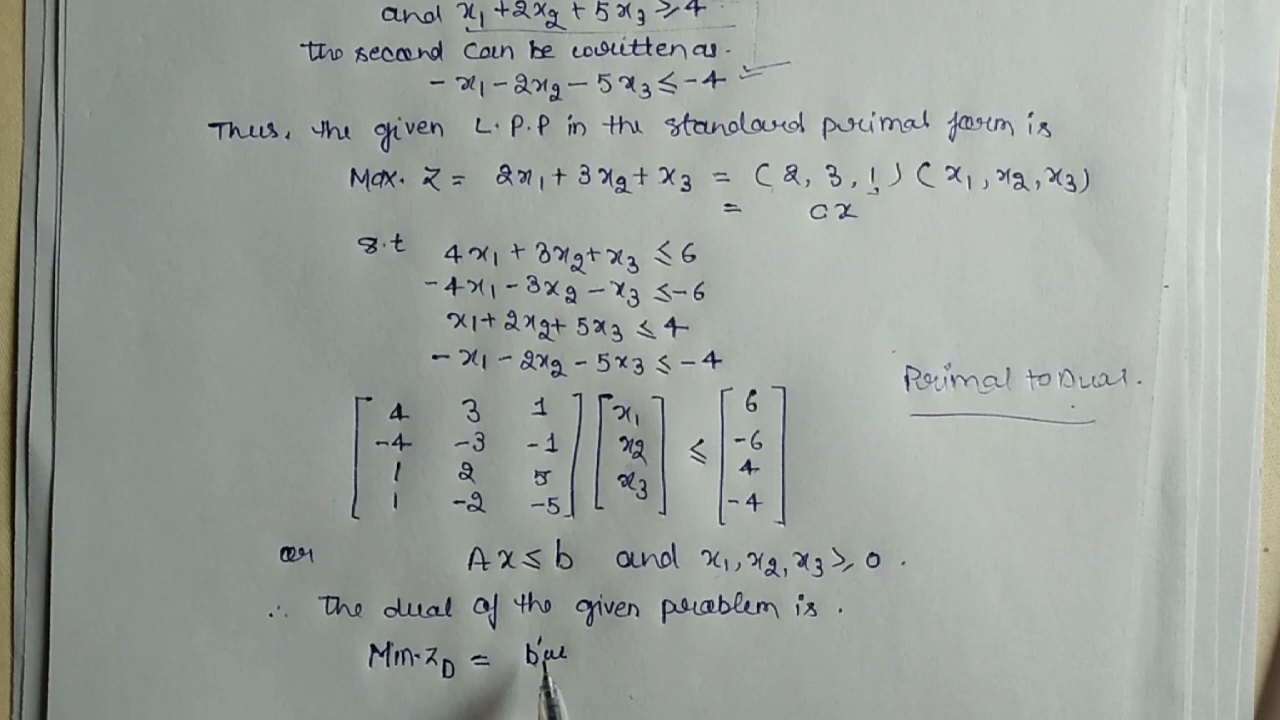 and x₁ + 2x₂ + 5x₃ ⩾ 4
the second can be written as.
- x₁ - 2x₂ - 5x₃ ⩽ -4
Thus, the given L.P.P in the standard primal form is
Max. Z = 2x₁ + 3x₂ + x₃ = (2, 3, 1) (x₁, x₂, x₃)
= cx
s.t 4x₁ + 3x₂ + x₃ ⩽ 6
-4x₁ - 3x₂ - x₃ ⩽ -6
x₁ + 2x₂ + 5x₃ ⩽ 4
- x₁ - 2x₂ - 5x₃ ⩽ -4
Primal to Dual.
[ 4 3 1 ] [ x₁ ] ⩽ [ 6 ]
[ -4 -3 -1 ] [ x₂ ] [ -6 ]
[ 1 2 5 ] [ x₃ ] [ 4 ]
[ 1 -2 -5 ] [ -4 ]
or Ax ⩽ b and x₁, x₂, x₃ ⩾ 0.
∴ The dual of the given problem is.
Min. Z_D = b'w